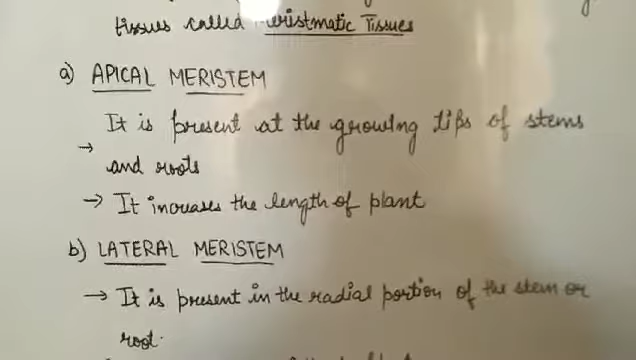 tissues called Meristmatic Tissues
a) APICAL MERISTEM
It is present at the growing tips of stems
→ and roots
→ It increases the length of plant
b) LATERAL MERISTEM
→ It is present in the radial portion of the stem or
root.